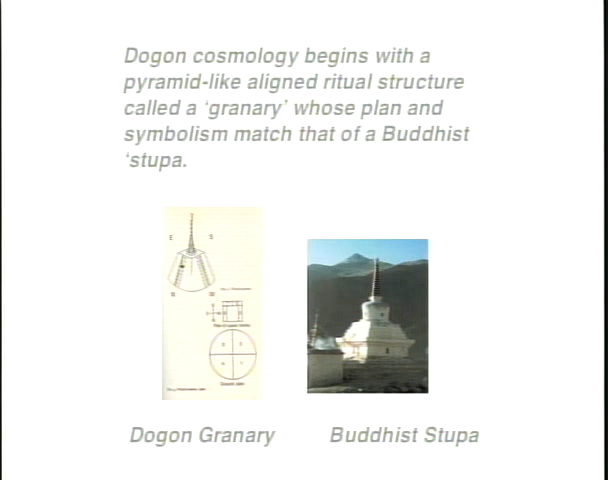 Dogon cosmology begins with a
pyramid-like aligned ritual structure
called a ‘granary’ whose plan and
symbolism match that of a Buddhist
‘stupa.
Dogon Granary
Buddhist Stupa